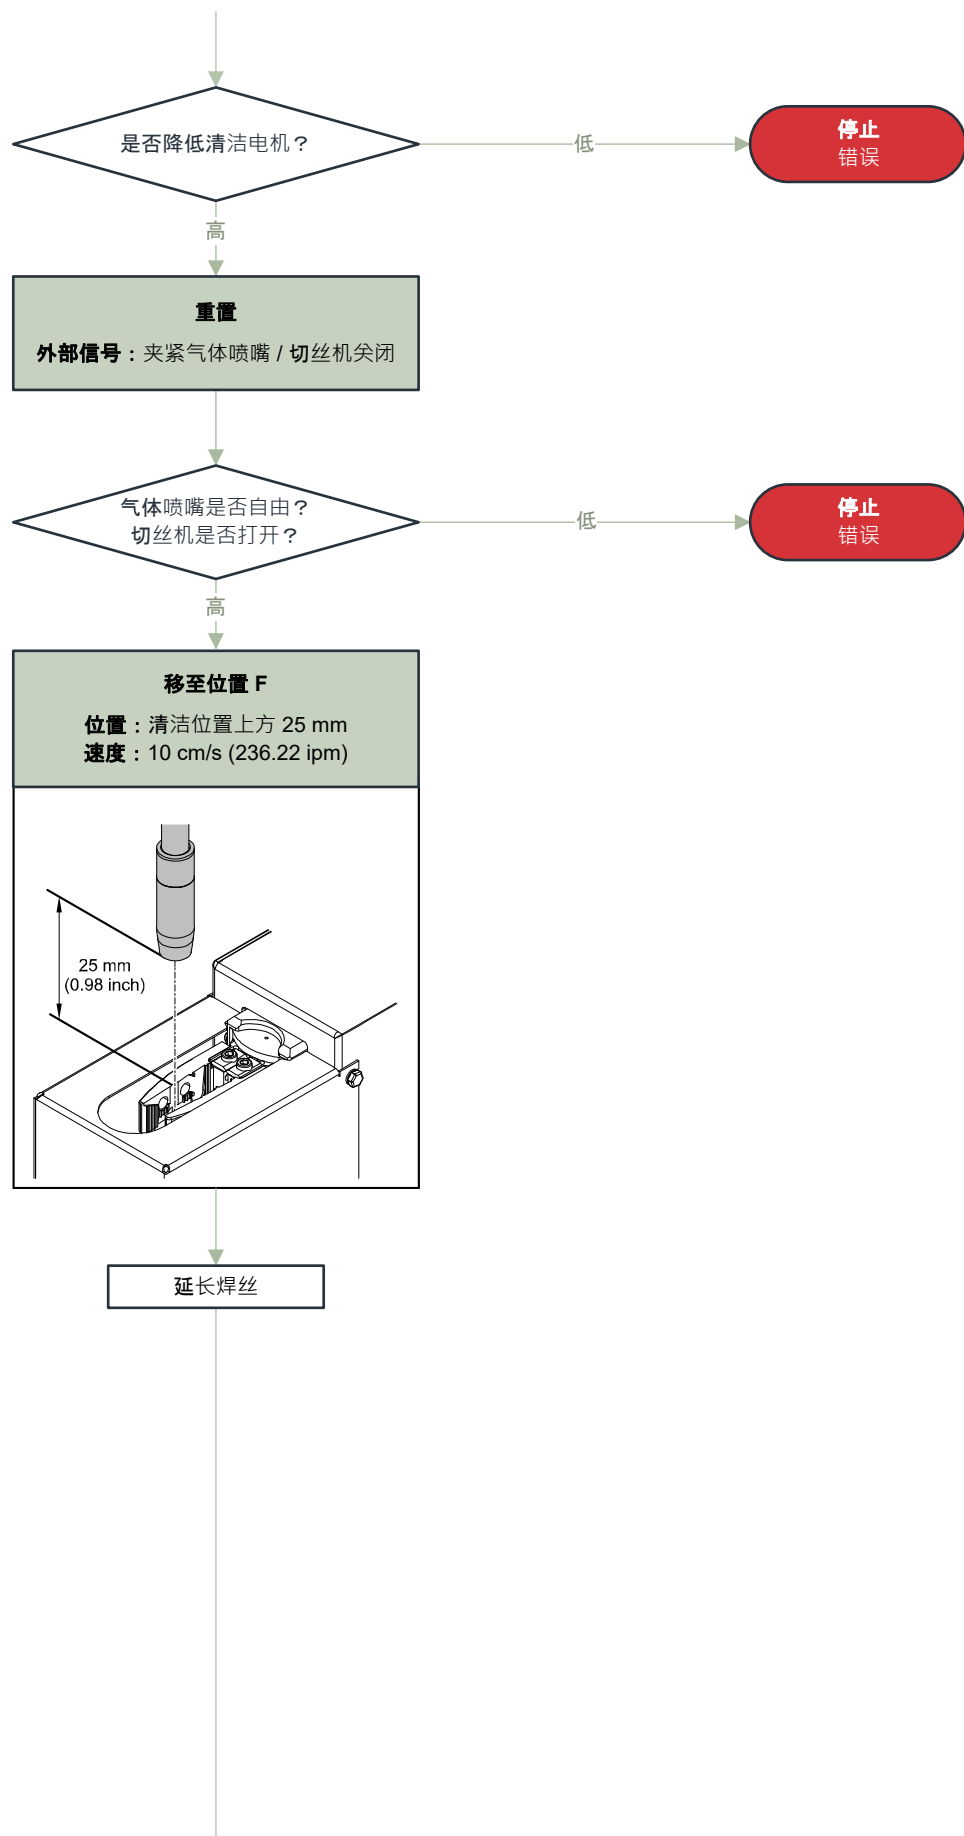 是否降低清洁电机？
低
停止
错误
高
重置
外部信号：夹紧气体喷嘴 / 切丝机关闭
气体喷嘴是否自由？
切丝机是否打开？
低
停止
错误
高
移至位置 F
位置：清洁位置上方 25 mm
速度：10 cm/s (236.22 ipm)
25 mm
(0.98 inch)
延长焊丝